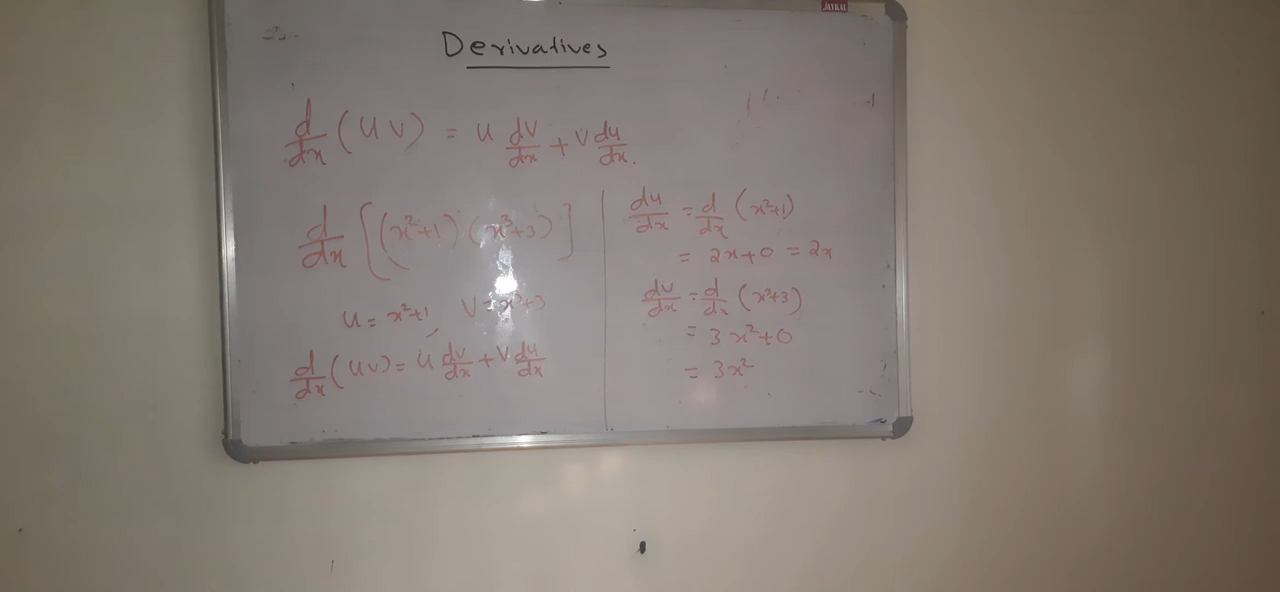 JAYKAL
Derivatives
d/dx (UV) = U dV/dx + V du/dx.
d/dx [(x²+1) (x³+3)]
U = x²+1, V = x³+3
d/dx (UV) = U dv/dx + V du/dx
du/dx = d/dx (x²+1)
= 2x+0 = 2x
dv/dx = d/dx (x³+3)
= 3x²+0
= 3x²